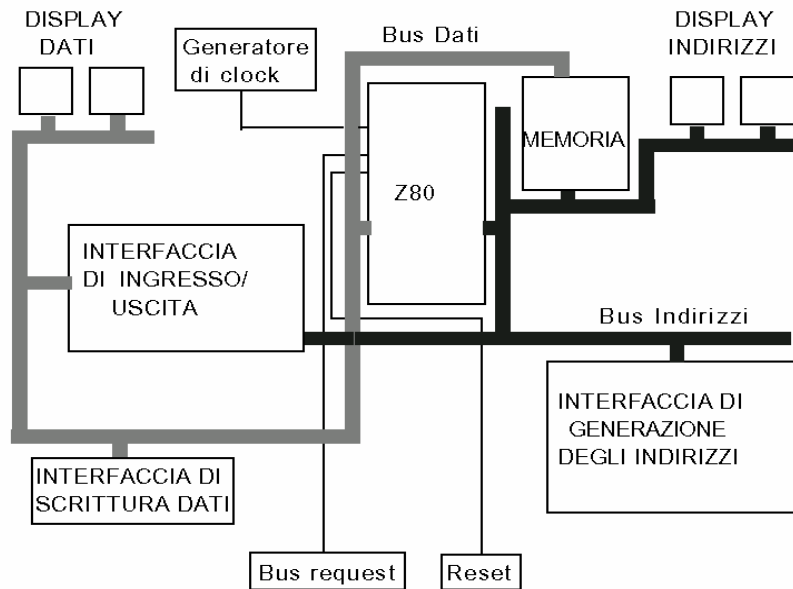 DISPLAY
DATI
Generatore
di clock
Bus Dati
DISPLAY
INDIRIZZI
MEMORIA
Z80
INTERFACCIA
DI INGRESSO/
USCITA
Bus Indirizzi
INTERFACCIA DI
GENERAZIONE
DEGLI INDIRIZZI
INTERFACCIA DI
SCRITTURA DATI
Bus request
Reset